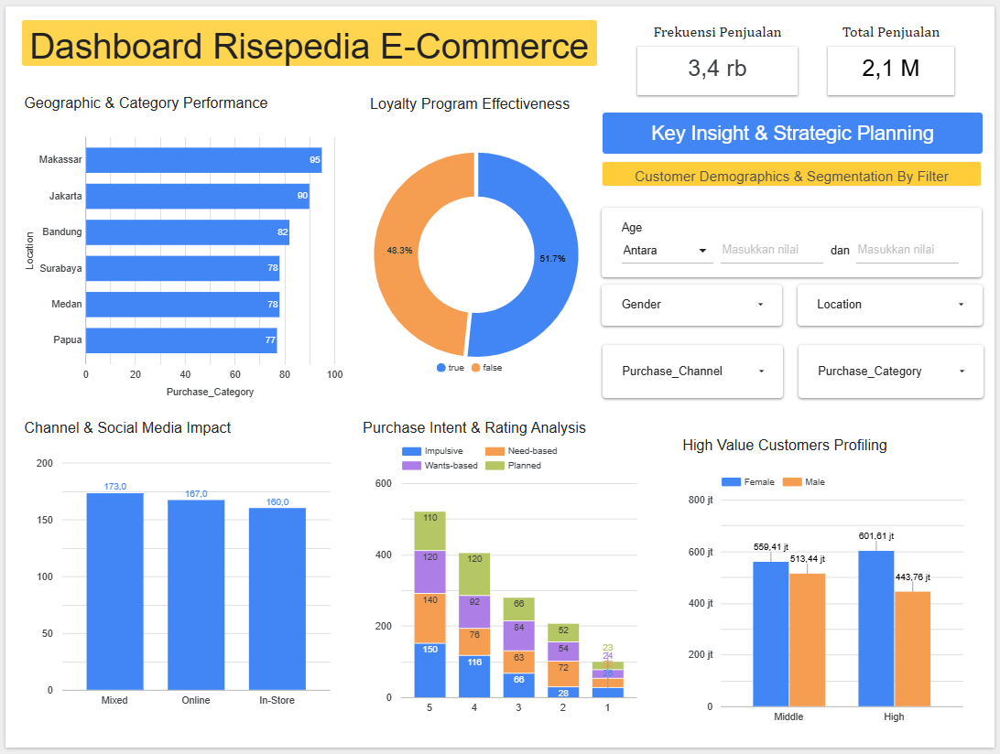 Dashboard Risepedia E-Commerce
Frekuensi Penjualan
3,4 rb
Total Penjualan
2,1 M
Key Insight & Strategic Planning
Customer Demographics & Segmentation By Filter
Age
Antara
Masukkan nilai
dan
Masukkan nilai
Gender
Location
Purchase_Channel
Purchase_Category
Geographic & Category Performance
Location
Makassar
95
Jakarta
90
Bandung
82
Surabaya
78
Medan
78
Papua
77
0 20 40 60 80 100
Purchase_Category
Loyalty Program Effectiveness
48.3%
51.7%
true false
Channel & Social Media Impact
200
150
100
50
0
173,0
167,0
160,0
Mixed Online In-Store
Purchase Intent & Rating Analysis
Impulsive Need-based
Wants-based Planned
600
400
200
0
110
120
140
150
120
92
76
116
66
84
63
66
52
54
72
28
23
24
5 4 3 2 1
High Value Customers Profiling
Female Male
800 jt
600 jt
400 jt
200 jt
0
559,41 jt
513,44 jt
601,61 jt
443,76 jt
Middle High